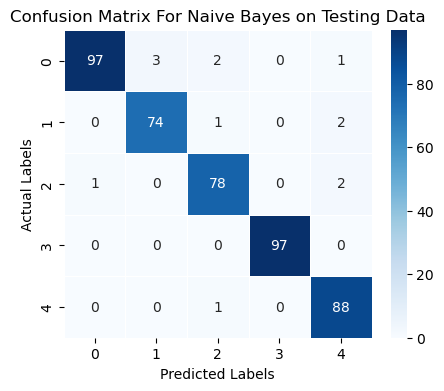 Confusion Matrix For Naive Bayes on Testing Data
0 97 3 2 0 1
1 0 74 1 0 2
2 1 0 78 0 2
3 0 0 0 97 0
4 0 0 1 0 88
0 1 2 3 4
Predicted Labels
Actual Labels
80
60
40
20
0